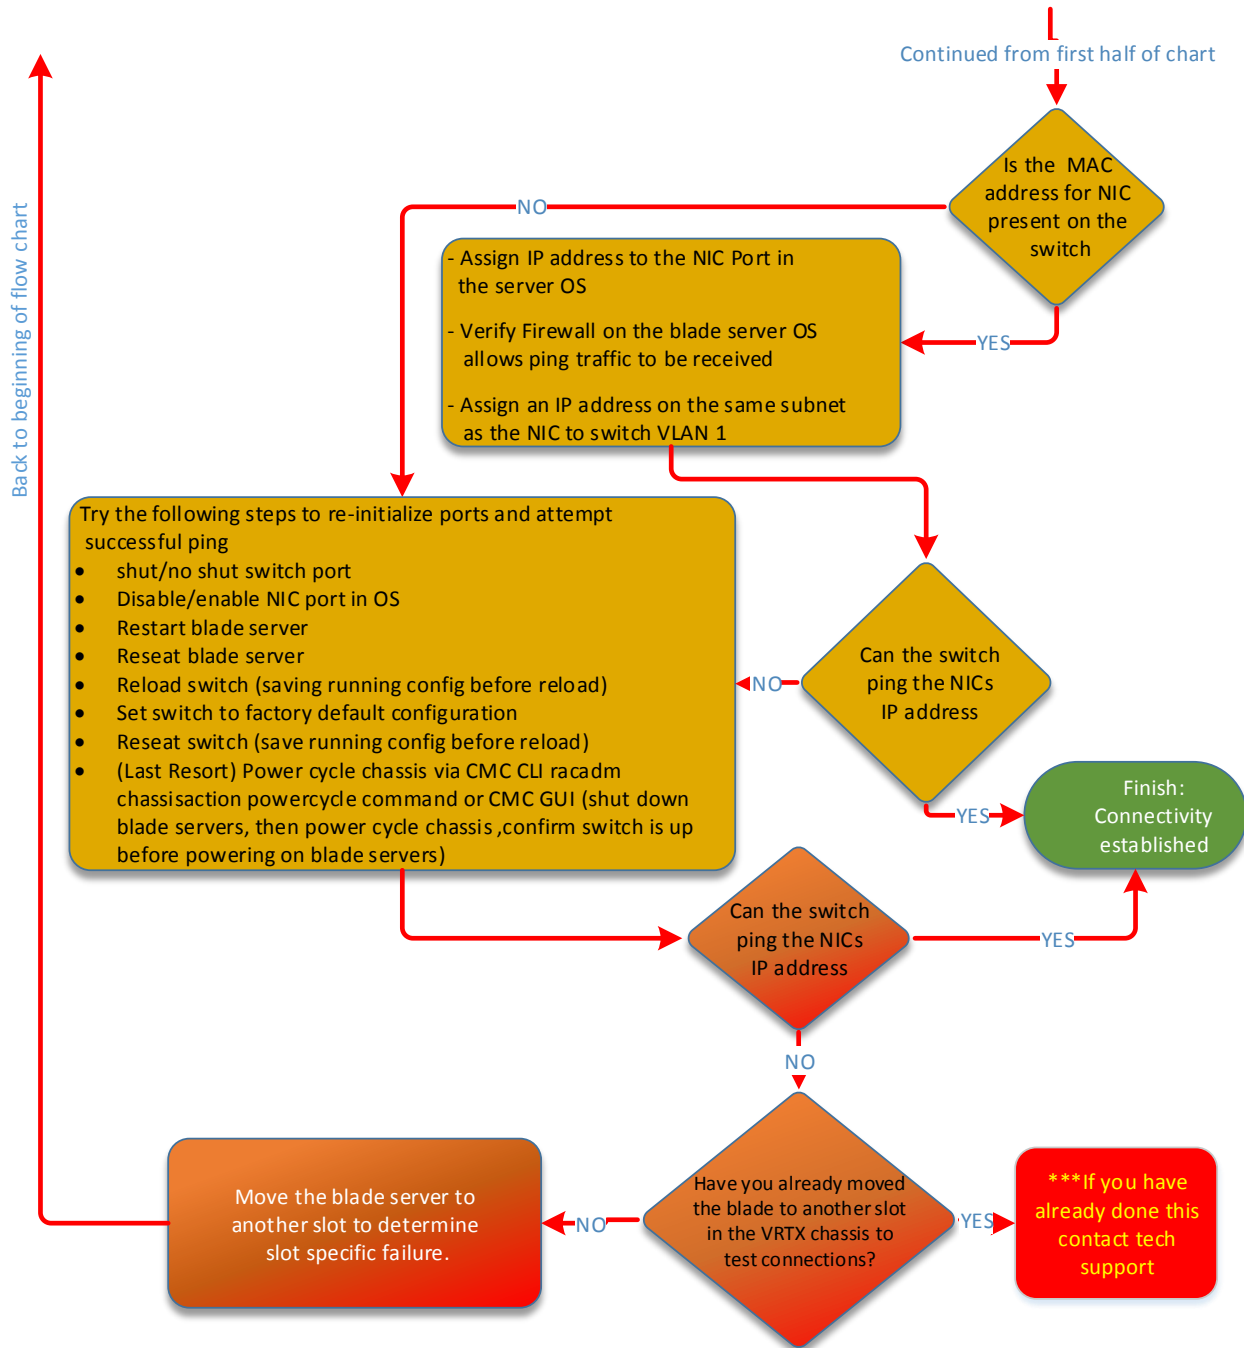 Continued from first half of chart
Back to beginning of flow chart
Is the  MAC
address for NIC
present on the
switch
NO
YES
- Assign IP address to the NIC Port in
the server OS
- Verify Firewall on the blade server OS
allows ping traffic to be received
- Assign an IP address on the same subnet
as the NIC to switch VLAN 1
Try the following steps to re-initialize ports and attempt
successful ping
• shut/no shut switch port
• Disable/enable NIC port in OS
• Restart blade server
• Reseat blade server
• Reload switch (saving running config before reload)
• Set switch to factory default configuration
• Reseat switch (save running config before reload)
• (Last Resort) Power cycle chassis via CMC CLI racadm
chassisaction powercycle command or CMC GUI (shut down
blade servers, then power cycle chassis ,confirm switch is up
before powering on blade servers)
Can the switch
ping the NICs
IP address
NO
YES
Finish:
Connectivity
established
Can the switch
ping the NICs
IP address
YES
NO
Have you already moved
the blade to another slot
in the VRTX chassis to
test connections?
NO
YES
Move the blade server to
another slot to determine
slot specific failure.
***If you have
already done this
contact tech
support